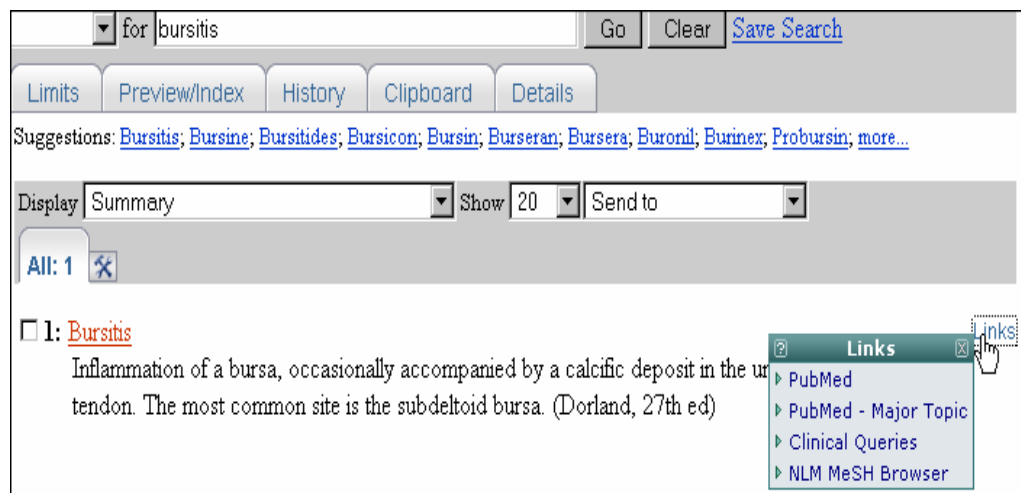 for bursitis Go Clear Save Search
Limits Preview/Index History Clipboard Details
Suggestions: Bursitis; Bursine; Bursitides; Bursicon; Bursin; Burseran; Bursera; Buronil; Burinex; Probursin; more...
Display Summary Show 20 Send to
All: 1
1: Bursitis
Links
Inflammation of a bursa, occasionally accompanied by a calcific deposit in the
tendon. The most common site is the subdeltoid bursa. (Dorland, 27th ed)
? Links x
PubMed
PubMed - Major Topic
Clinical Queries
NLM MeSH Browser